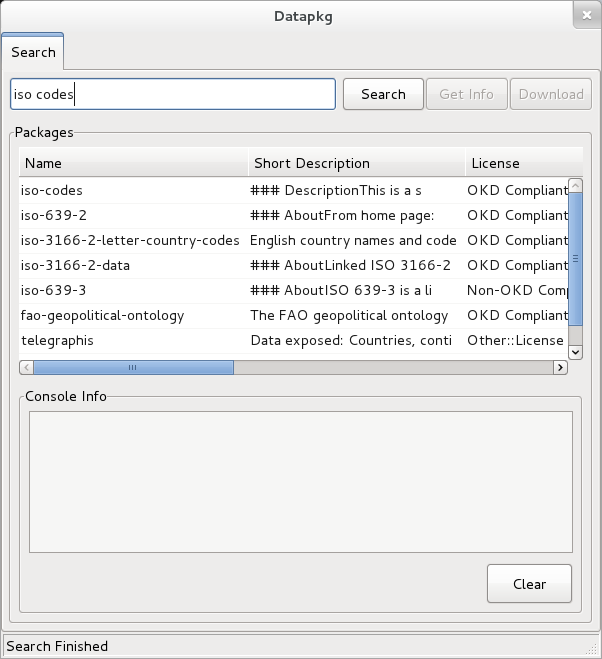 Datapkg
Search
iso codes Search Get Info Download
Packages
Name Short Description License
iso-codes ### DescriptionThis is a s OKD Compliant
iso-639-2 ### AboutFrom home page: OKD Compliant
iso-3166-2-letter-country-codes English country names and code OKD Compliant
iso-3166-2-data ### AboutLinked ISO 3166-2 OKD Compliant
iso-639-3 ### AboutISO 639-3 is a li Non-OKD Comp
fao-geopolitical-ontology The FAO geopolitical ontology OKD Compliant
telegraphis Data exposed: Countries, conti Other::License
Console Info
Clear
Search Finished